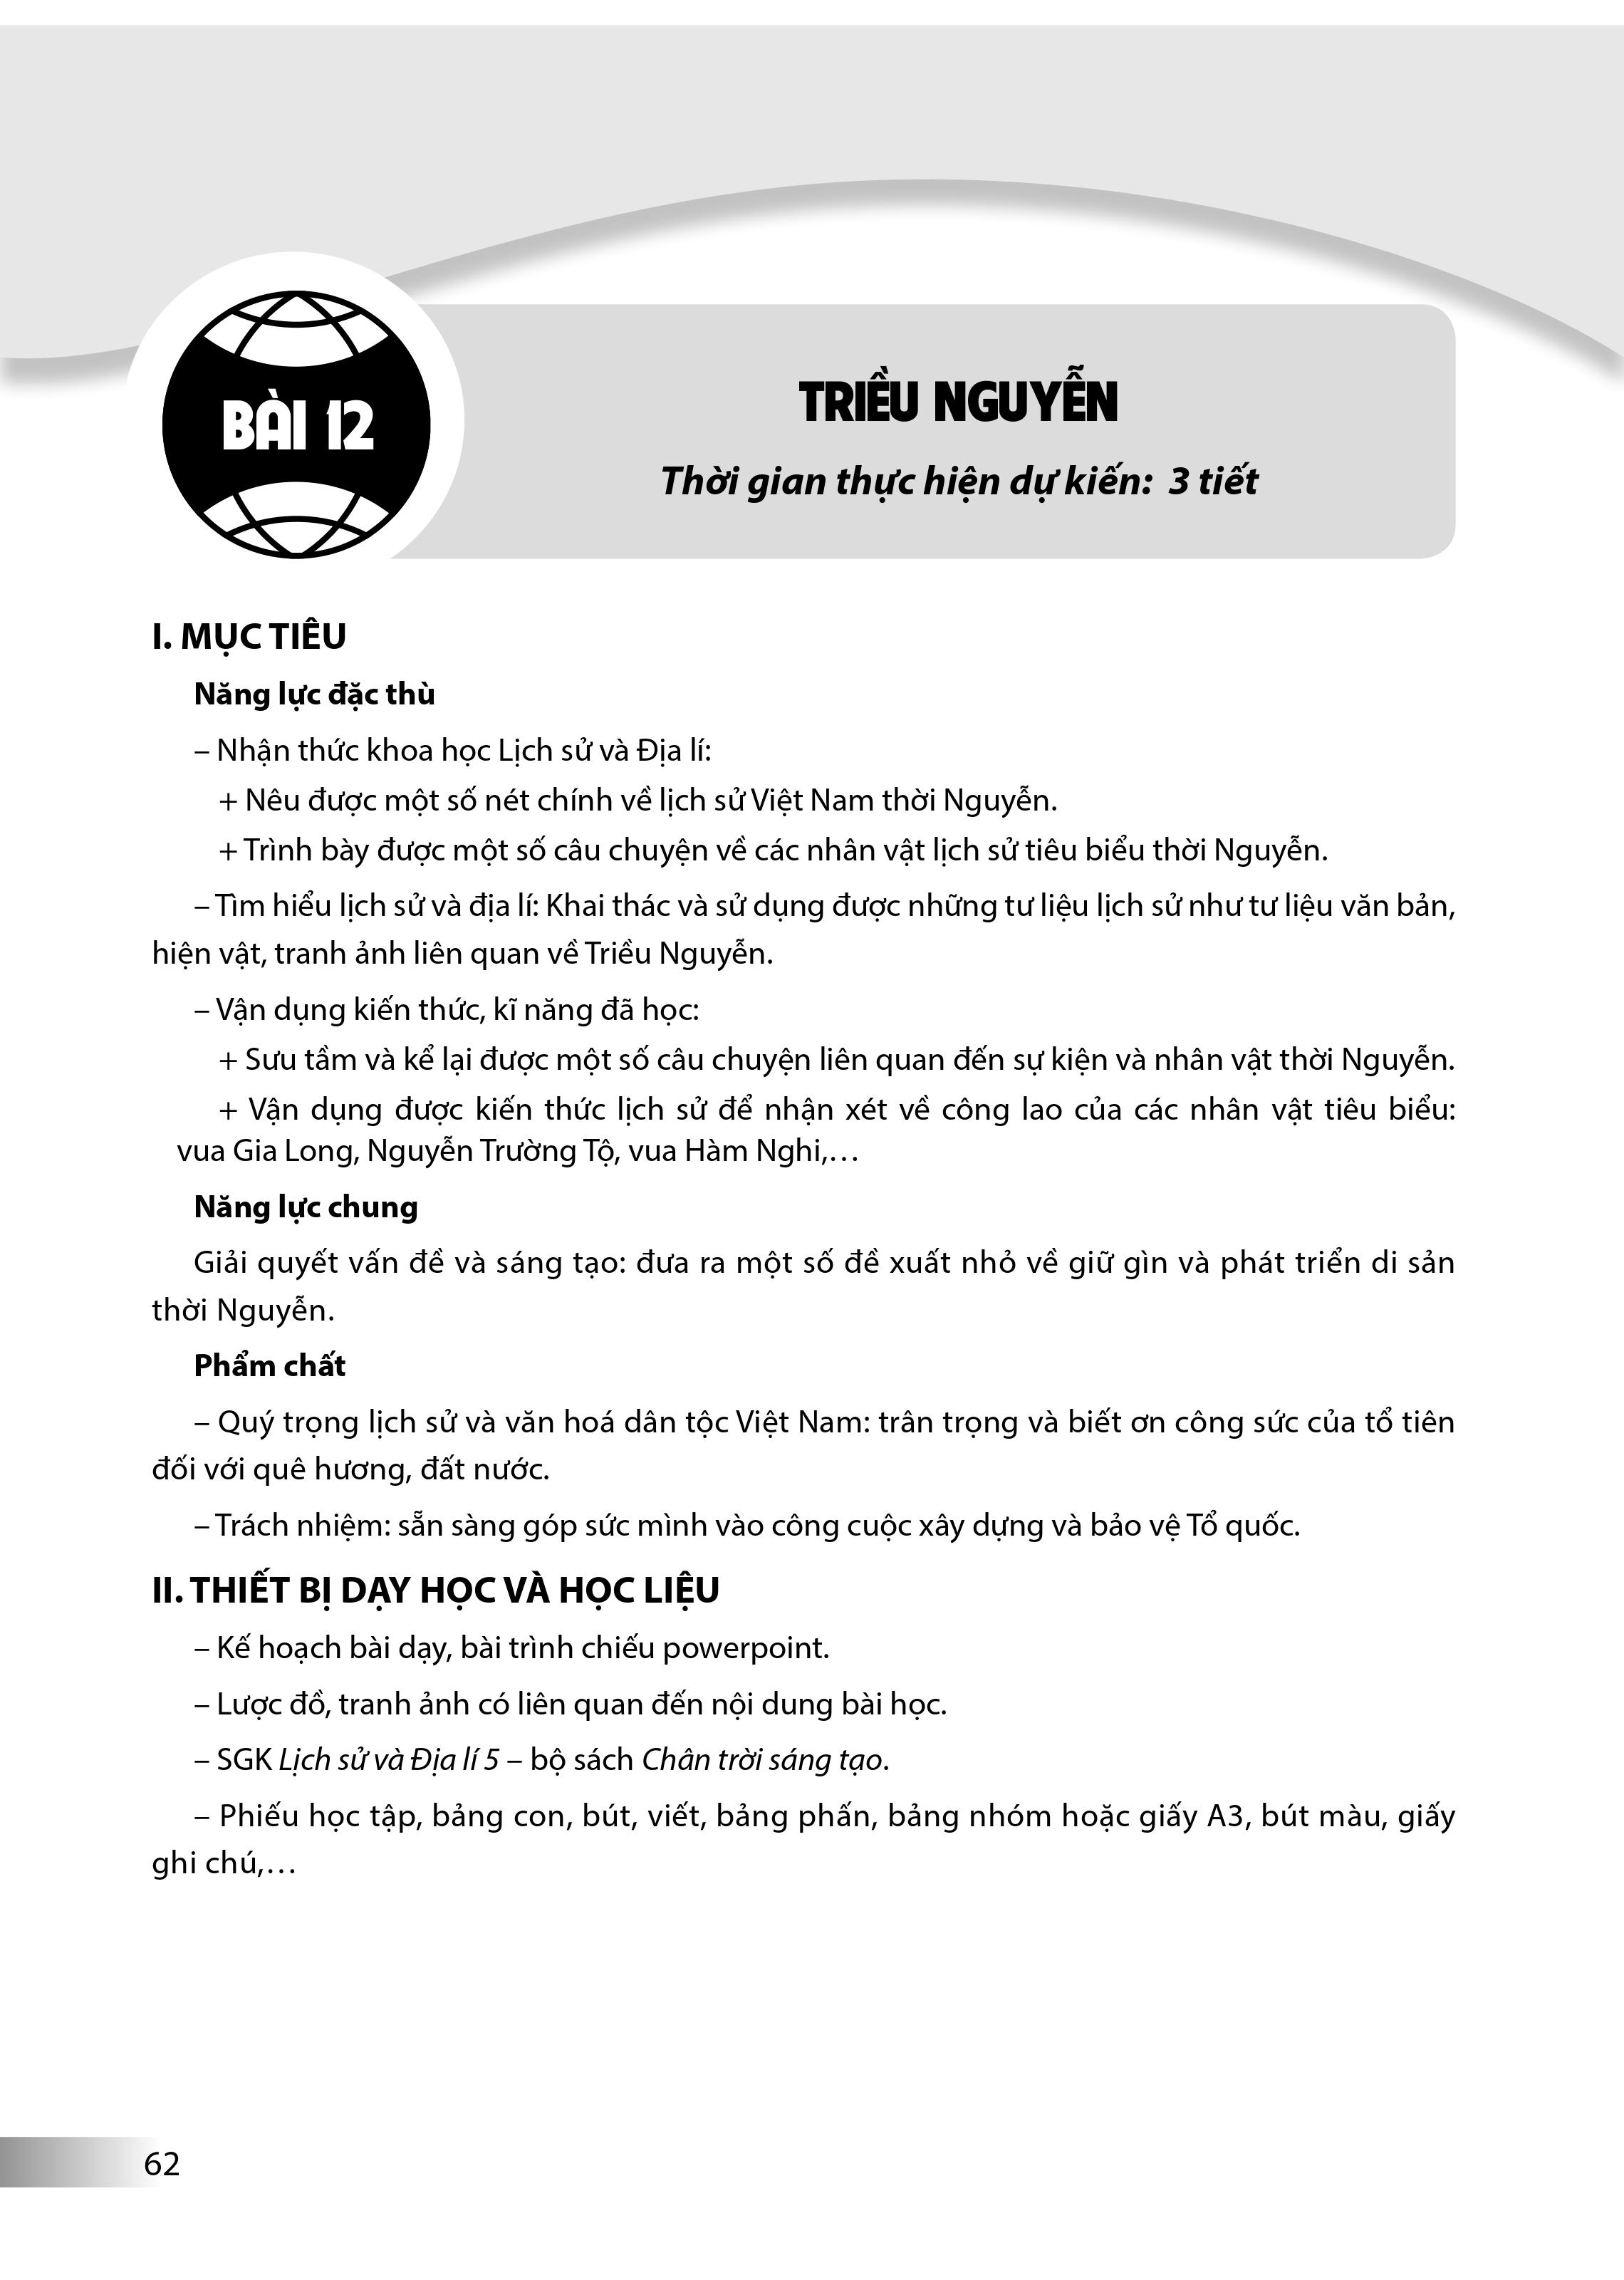 BÀI 12
TRIỀU NGUYỄN
Thời gian thực hiện dự kiến: 3 tiết
I. MỤC TIÊU
Năng lực đặc thù
– Nhận thức khoa học Lịch sử và Địa lí:
+ Nêu được một số nét chính về lịch sử Việt Nam thời Nguyễn.
+ Trình bày được một số câu chuyện về các nhân vật lịch sử tiêu biểu thời Nguyễn.
– Tìm hiểu lịch sử và địa lí: Khai thác và sử dụng được những tư liệu lịch sử như tư liệu văn bản,
hiện vật, tranh ảnh liên quan về Triều Nguyễn.
– Vận dụng kiến thức, kĩ năng đã học:
+ Sưu tầm và kể lại được một số câu chuyện liên quan đến sự kiện và nhân vật thời Nguyễn.
+ Vận dụng được kiến thức lịch sử để nhận xét về công lao của các nhân vật tiêu biểu:
vua Gia Long, Nguyễn Trường Tộ, vua Hàm Nghi,…
Năng lực chung
Giải quyết vấn đề và sáng tạo: đưa ra một số đề xuất nhỏ về giữ gìn và phát triển di sản
thời Nguyễn.
Phẩm chất
– Quý trọng lịch sử và văn hoá dân tộc Việt Nam: trân trọng và biết ơn công sức của tổ tiên
đối với quê hương, đất nước.
– Trách nhiệm: sẵn sàng góp sức mình vào công cuộc xây dựng và bảo vệ Tổ quốc.
II. THIẾT BỊ DẠY HỌC VÀ HỌC LIỆU
– Kế hoạch bài dạy, bài trình chiếu powerpoint.
– Lược đồ, tranh ảnh có liên quan đến nội dung bài học.
– SGK Lịch sử và Địa lí 5 – bộ sách Chân trời sáng tạo.
– Phiếu học tập, bảng con, bút, viết, bảng phấn, bảng nhóm hoặc giấy A3, bút màu, giấy
ghi chú,…
62